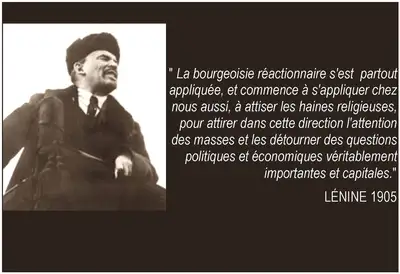 " La bourgeoisie réactionnaire s'est  partout
appliquée, et commence à s'appliquer chez
nous aussi, à attiser les haines religieuses,
pour attirer dans cette direction l'attention
des masses et les détourner des questions
politiques et économiques véritablement
importantes et capitales."
LÉNINE 1905